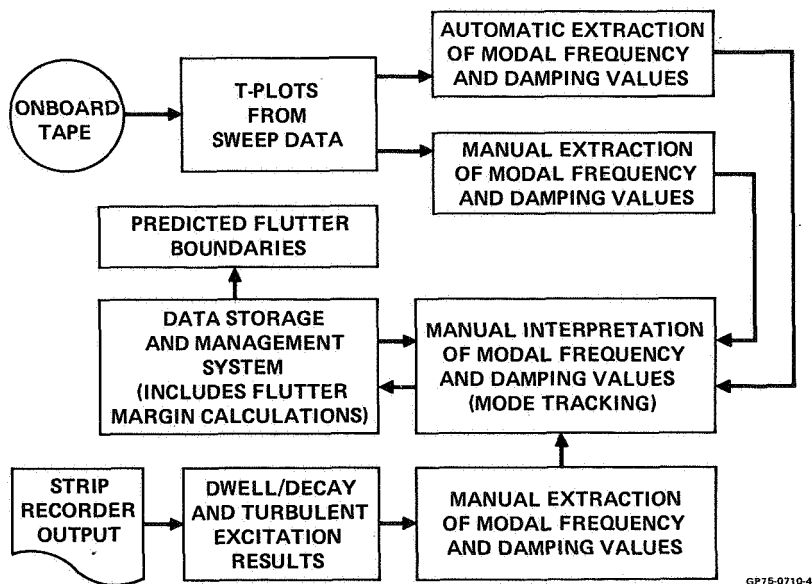 ONBOARD
TAPE
T-PLOTS
FROM
SWEEP DATA
AUTOMATIC EXTRACTION
OF MODAL FREQUENCY
AND DAMPING VALUES
MANUAL EXTRACTION
OF MODAL FREQUENCY
AND DAMPING VALUES
PREDICTED FLUTTER
BOUNDARIES
DATA STORAGE
AND MANAGEMENT
SYSTEM
(INCLUDES FLUTTER
MARGIN CALCULATIONS)
MANUAL INTERPRETATION
OF MODAL FREQUENCY
AND DAMPING VALUES
(MODE TRACKING)
STRIP
RECORDER
OUTPUT
DWELL/DECAY
AND TURBULENT
EXCITATION
RESULTS
MANUAL EXTRACTION
OF MODAL FREQUENCY
AND DAMPING VALUES
GP75-0710-4